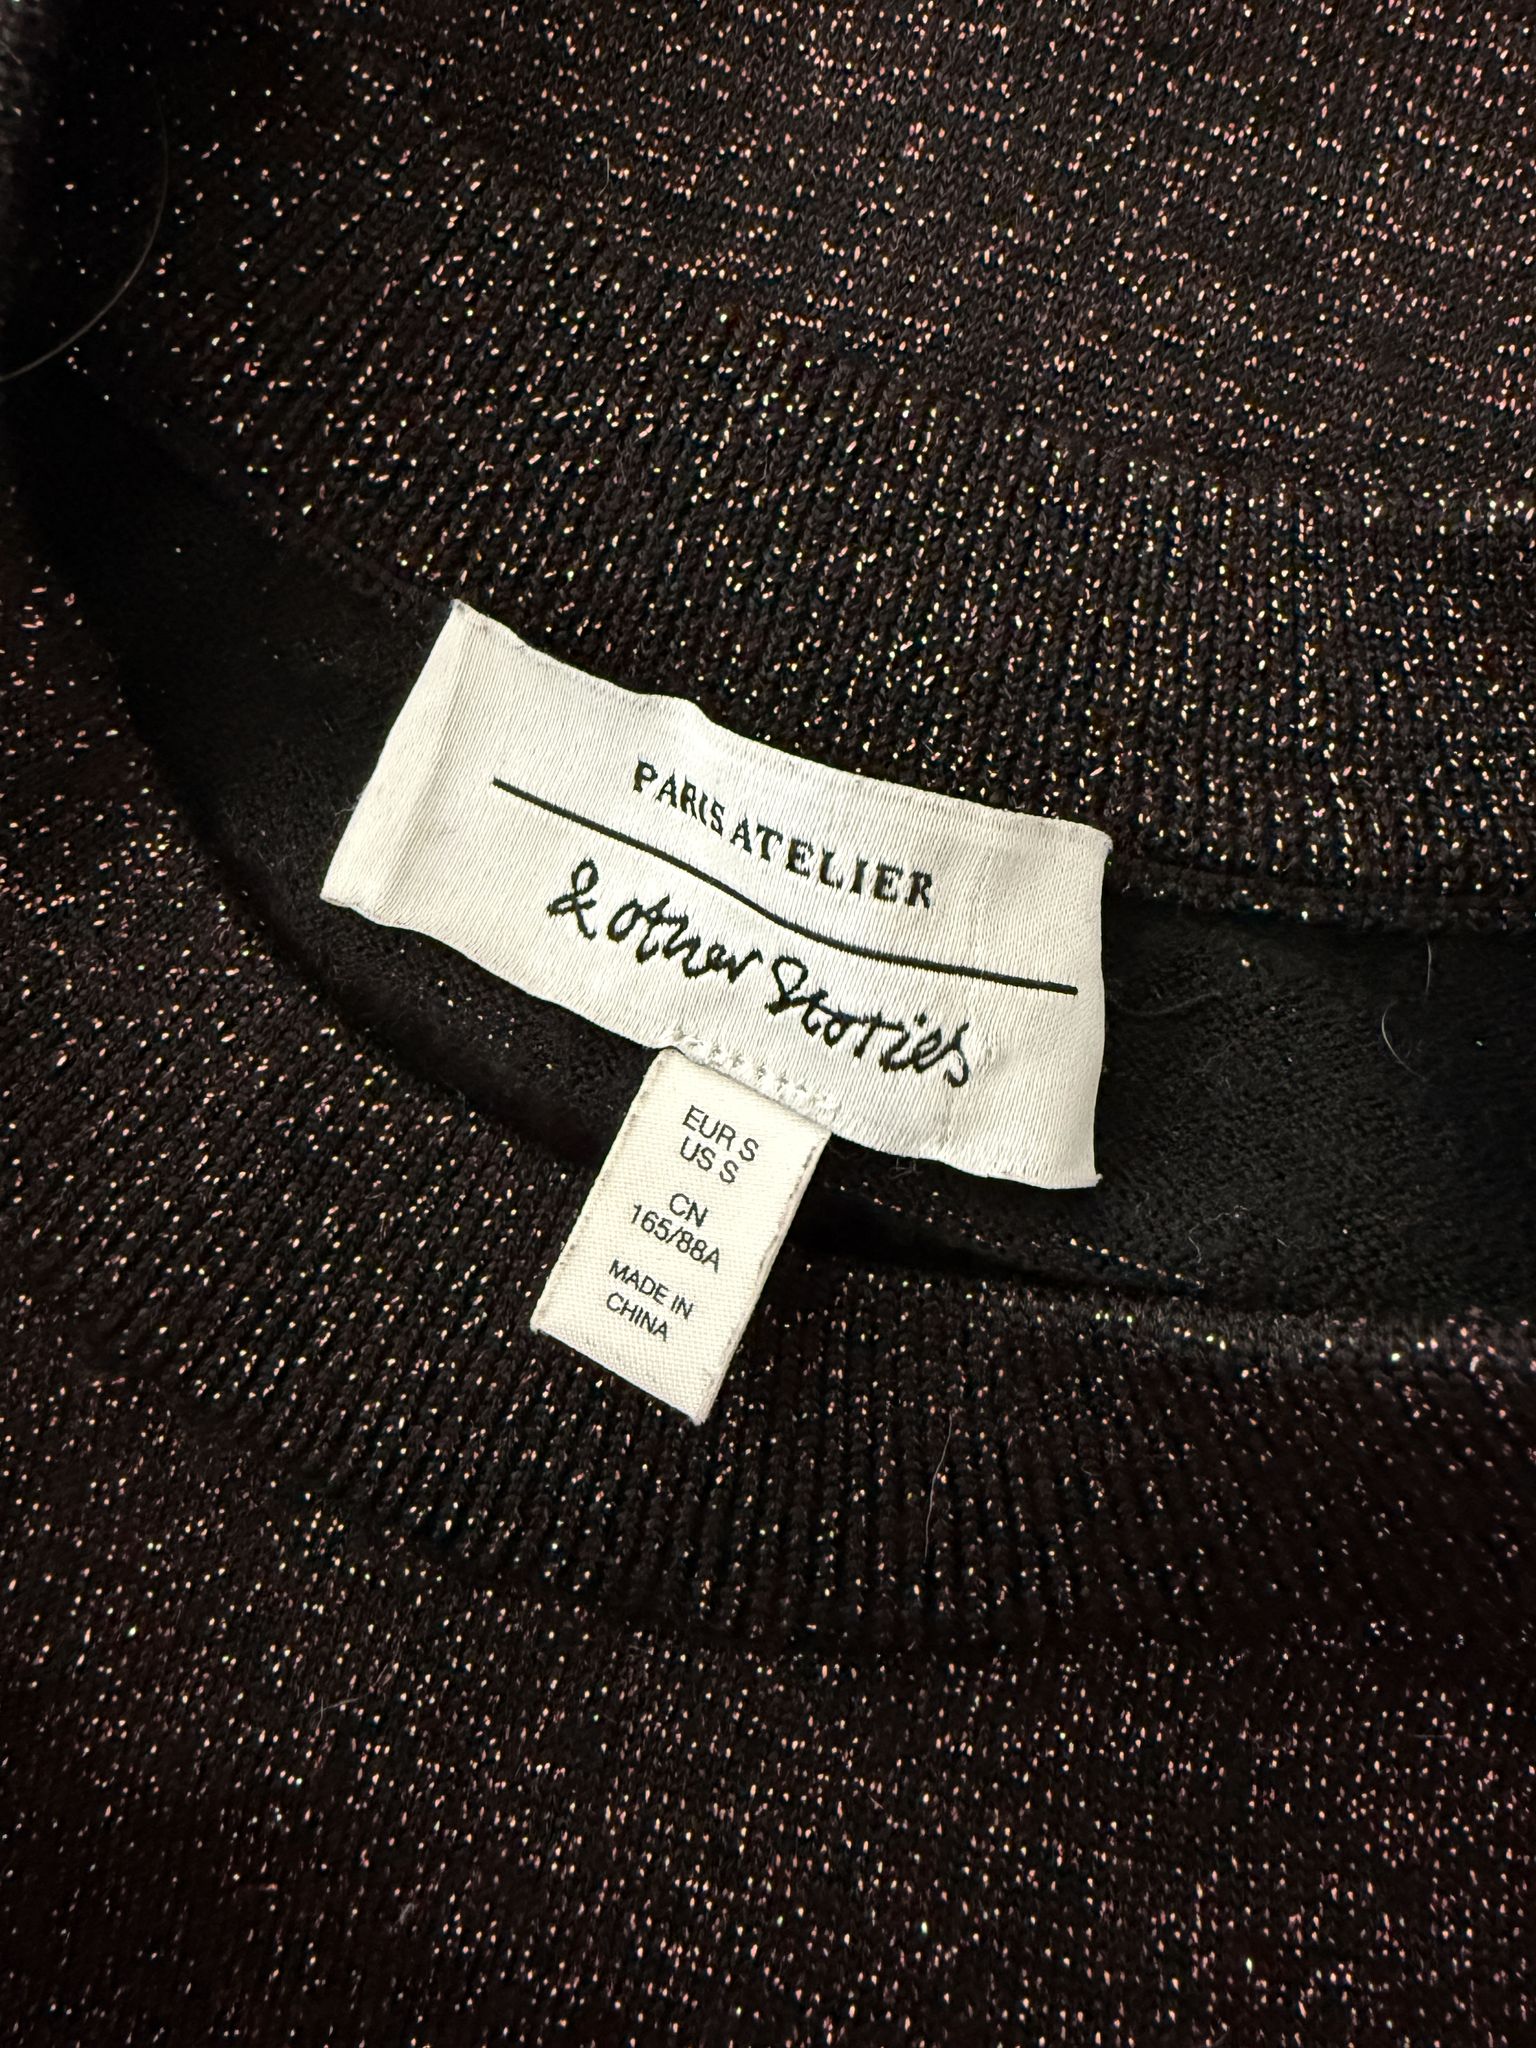 PARIS ATELIER
& other Stories
EUR S
US S
CN
165/88A
MADE IN
CHINA